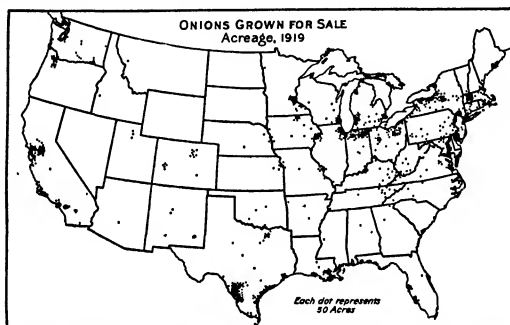 ONIONS GROWN FOR SALE
Acreage, 1919
Each dot represents
50 Acres